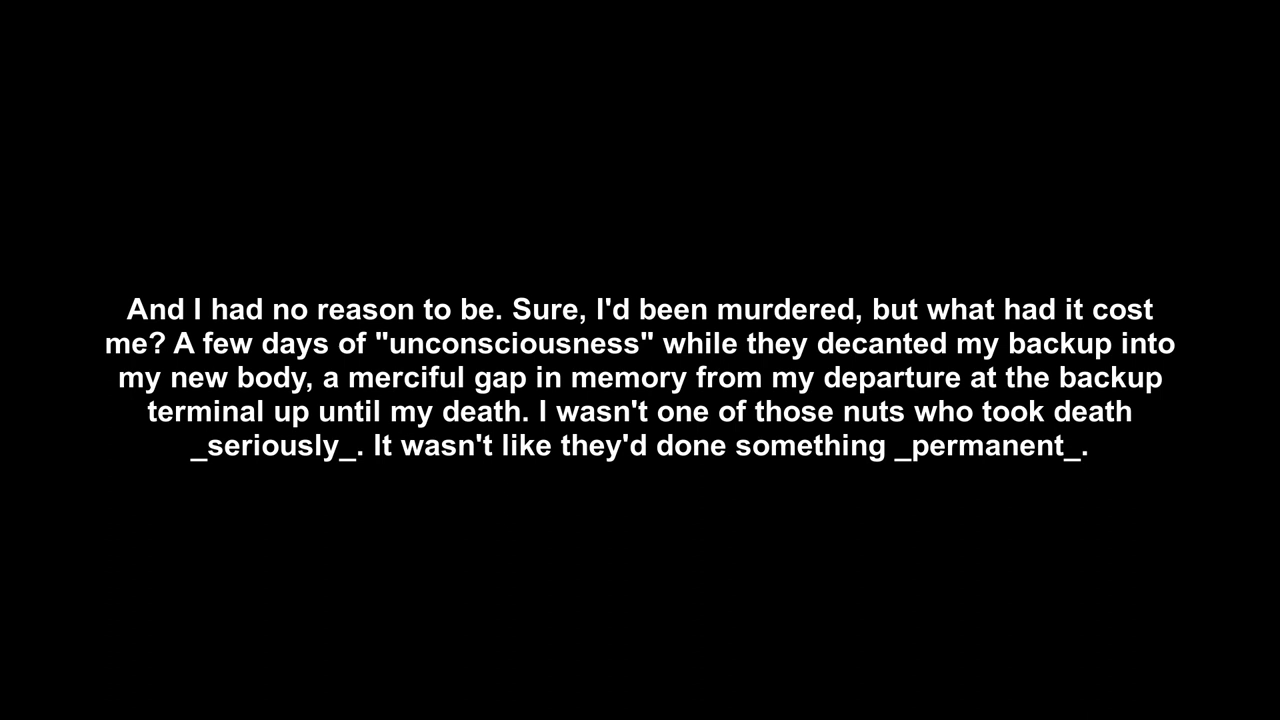 And I had no reason to be. Sure, I'd been murdered, but what had it cost
me? A few days of "unconsciousness" while they decanted my backup into
my new body, a merciful gap in memory from my departure at the backup
terminal up until my death. I wasn't one of those nuts who took death
_seriously_. It wasn't like they'd done something _permanent_.